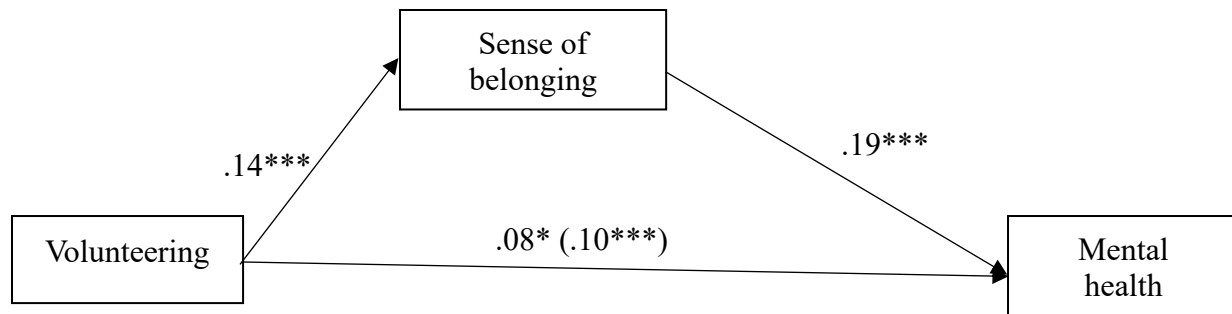 Sense of
belonging
.14***
.19***
Volunteering
.08* (.10***)
Mental
health